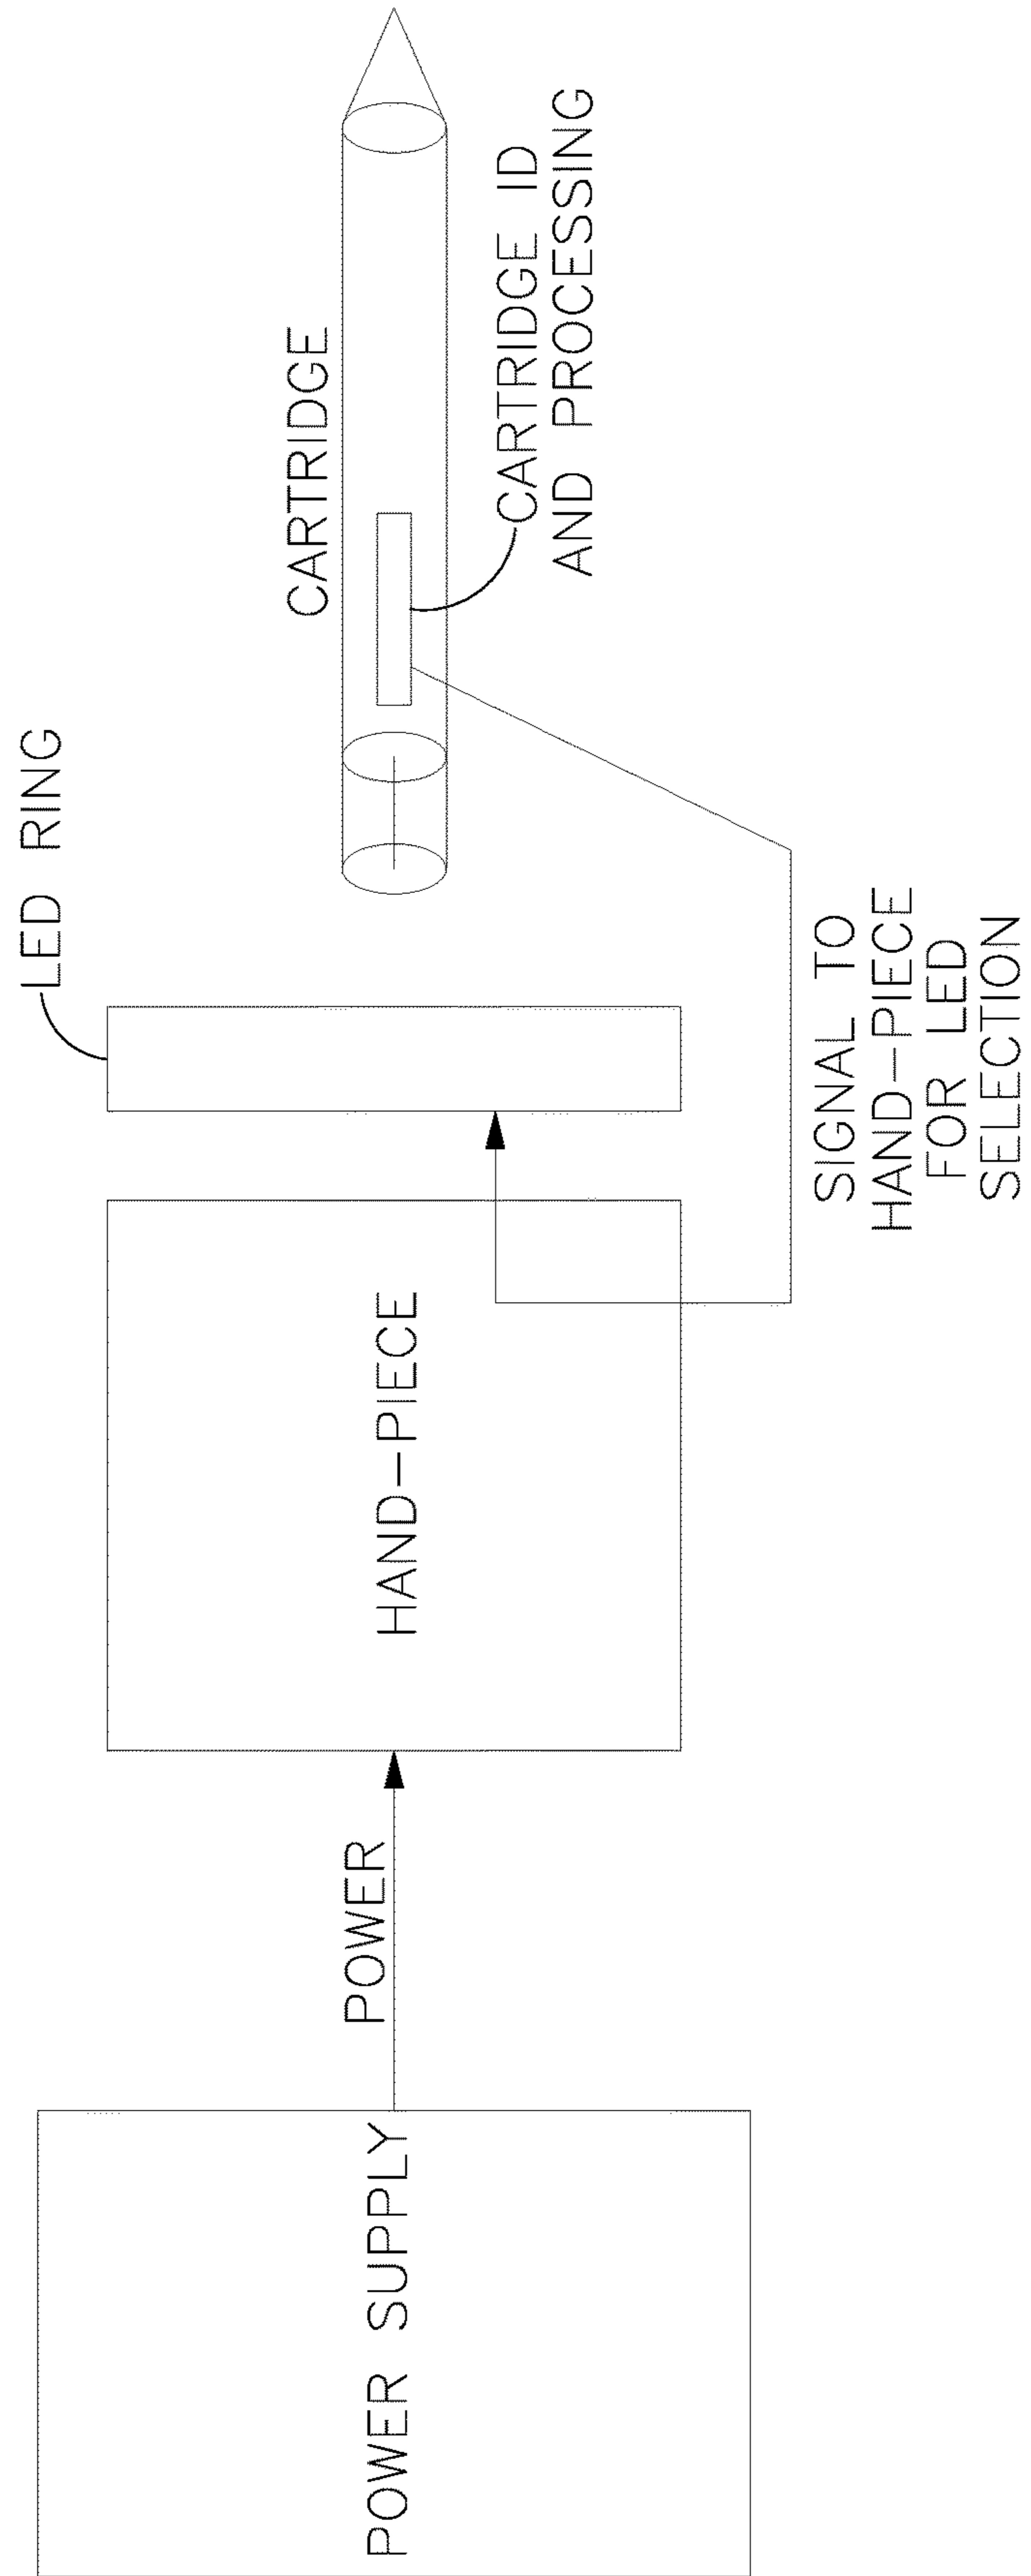 LED RING
CARTRIDGE
CARTRIDGE ID
AND PROCESSING
HAND-PIECE
POWER
POWER SUPPLY
SIGNAL TO
HAND-PIECE
FOR LED
SELECTION